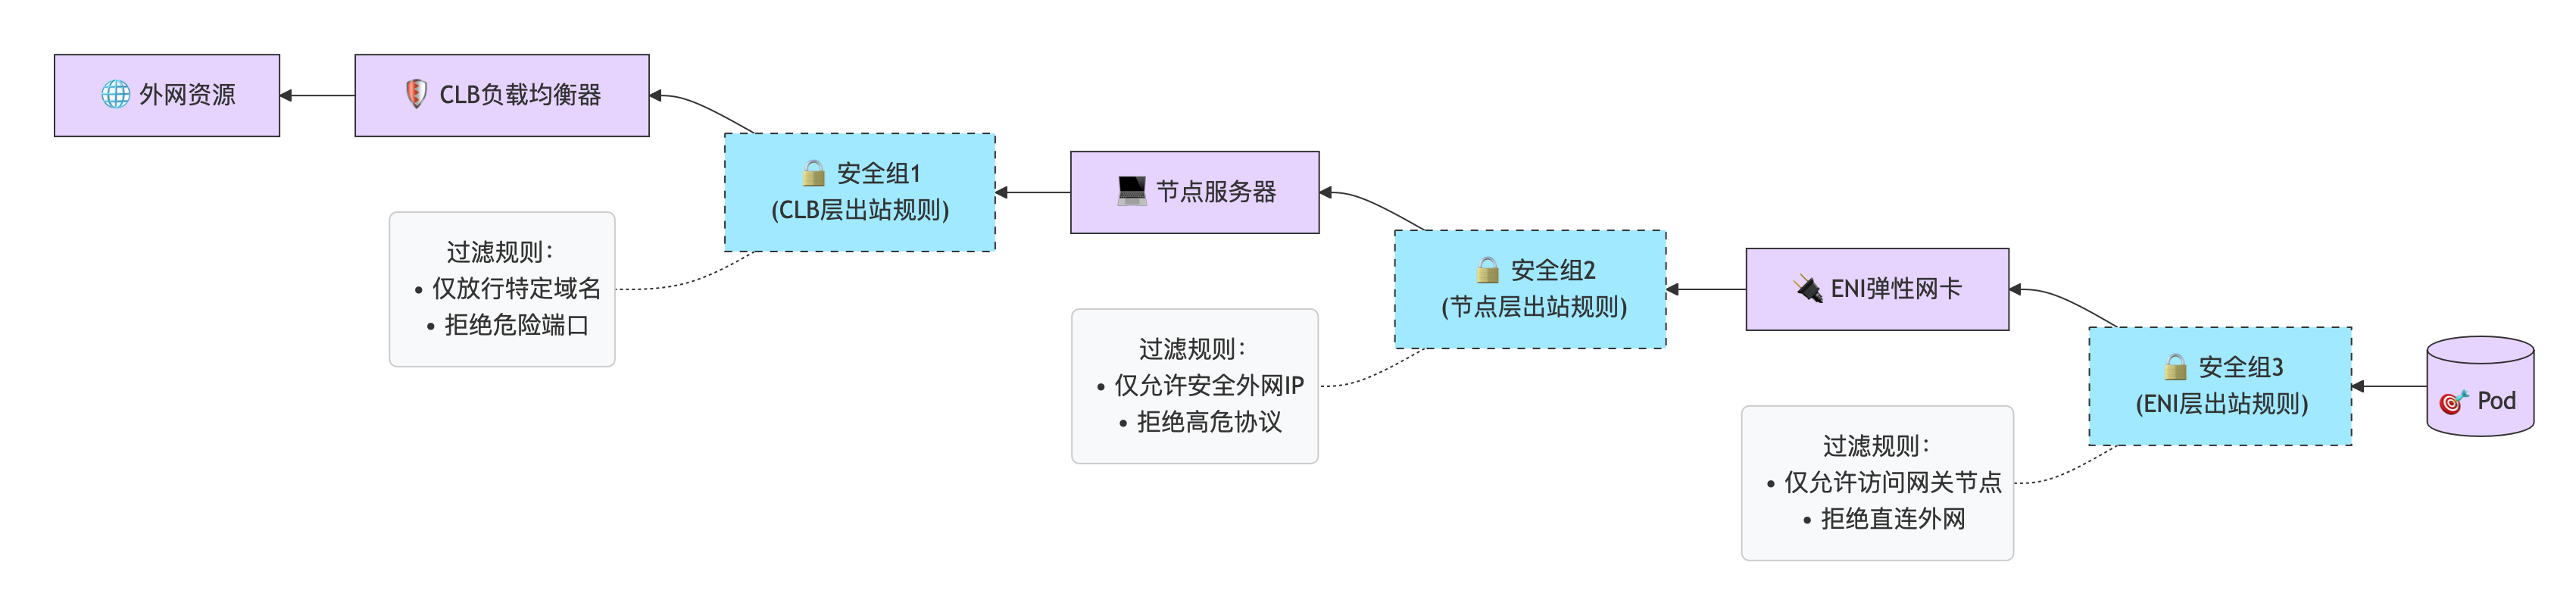 外网资源
CLB负载均衡器
安全组1
(CLB层出站规则)
过滤规则：
• 仅放行特定域名
• 拒绝危险端口
节点服务器
安全组2
(节点层出站规则)
过滤规则：
• 仅允许安全外网IP
• 拒绝高危协议
ENI弹性网卡
安全组3
(ENI层出站规则)
过滤规则：
• 仅允许访问网关节点
• 拒绝直连外网
Pod